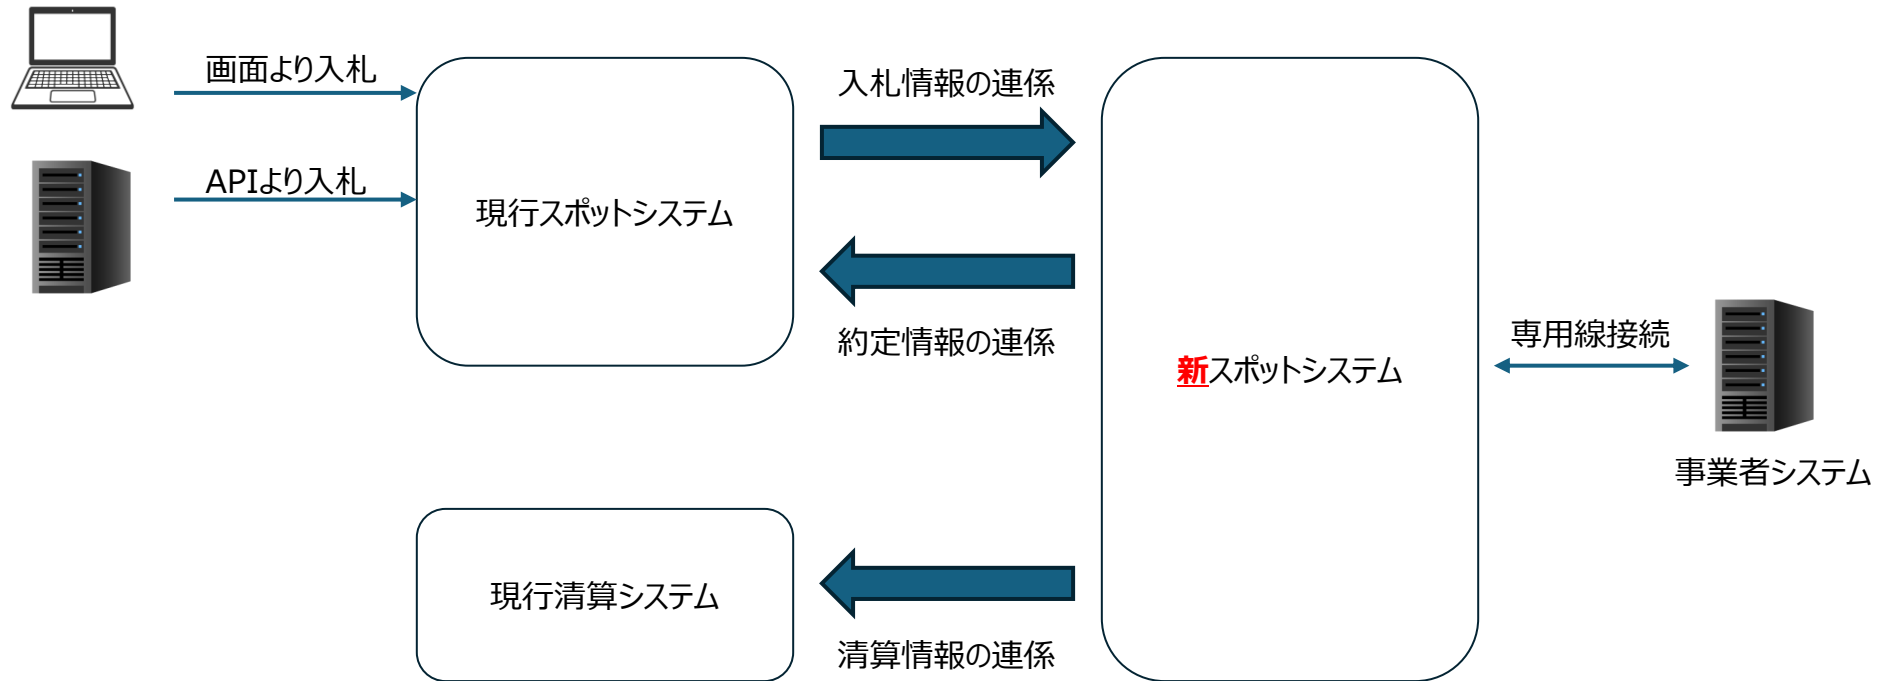 画面より入札
入札情報の連係
APIより入札
現行スポットシステム
約定情報の連係
専用線接続
新スポットシステム
事業者システム
現行清算システム
清算情報の連係